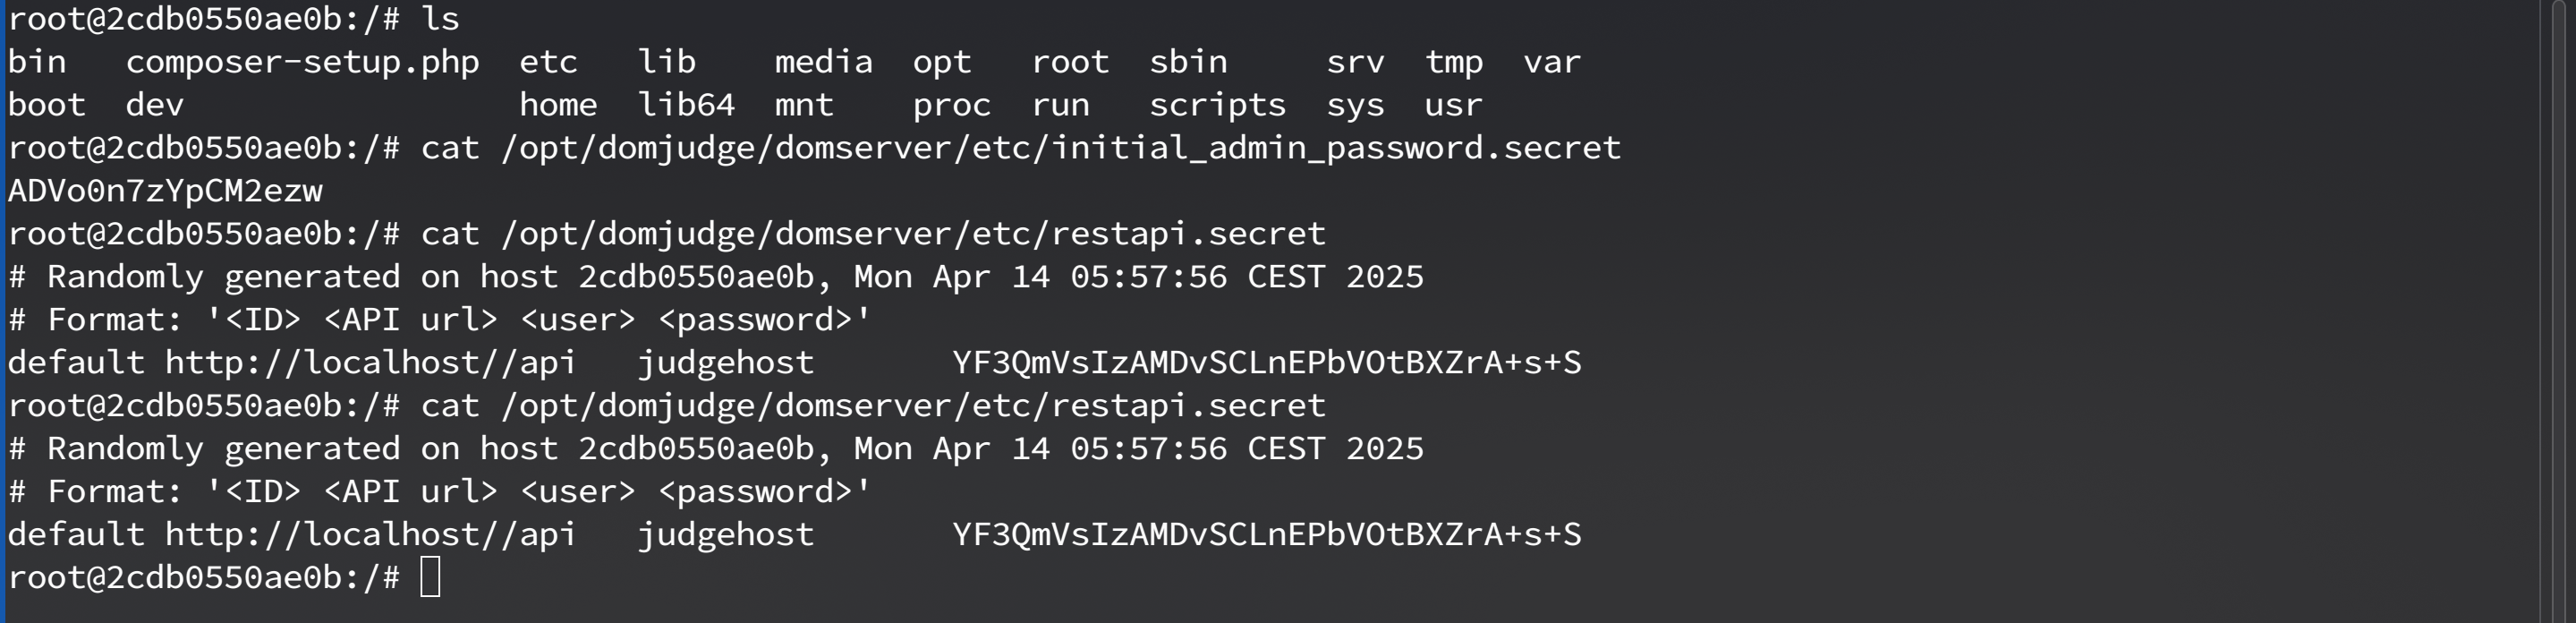 root@2cdb0550ae0b:/# ls
bin   composer-setup.php  etc   lib    media  opt   root  sbin     srv  tmp  var
boot  dev                 home  lib64  mnt    proc  run   scripts  sys  usr
root@2cdb0550ae0b:/# cat /opt/domjudge/domserver/etc/initial_admin_password.secret
ADVo0n7zYpCM2ezw
root@2cdb0550ae0b:/# cat /opt/domjudge/domserver/etc/restapi.secret
# Randomly generated on host 2cdb0550ae0b, Mon Apr 14 05:57:56 CEST 2025
# Format: '<ID> <API url> <user> <password>'
default http://localhost//api   judgehost       YF3QmVsIzAMDvSCLnEPbVOtBXZrA+s+S
root@2cdb0550ae0b:/# cat /opt/domjudge/domserver/etc/restapi.secret
# Randomly generated on host 2cdb0550ae0b, Mon Apr 14 05:57:56 CEST 2025
# Format: '<ID> <API url> <user> <password>'
default http://localhost//api   judgehost       YF3QmVsIzAMDvSCLnEPbVOtBXZrA+s+S
root@2cdb0550ae0b:/#